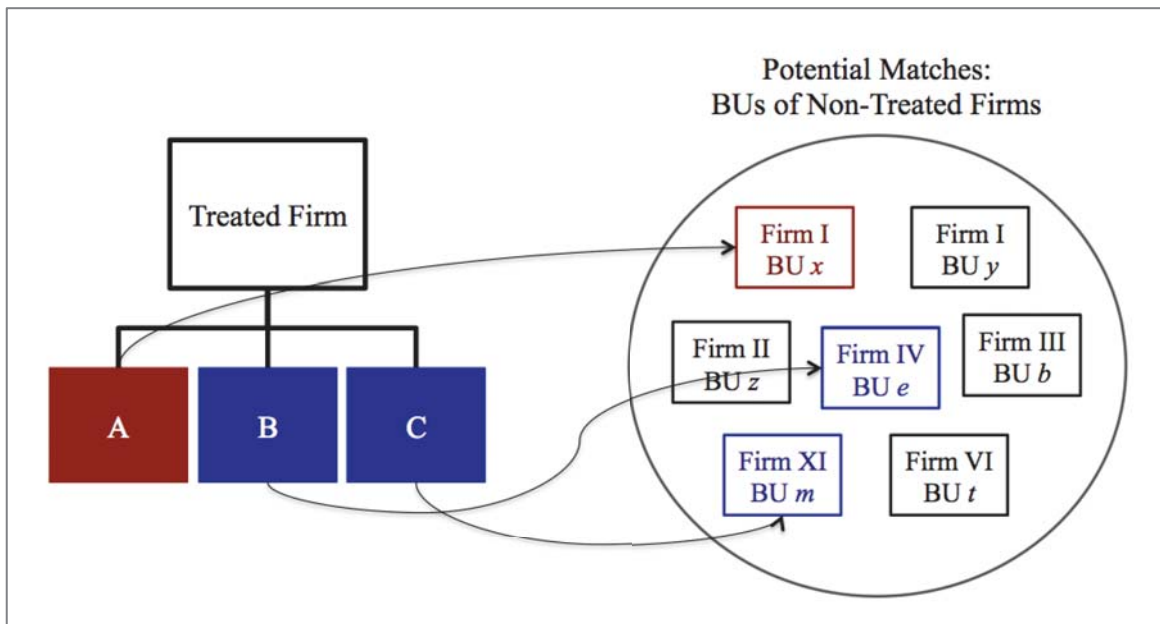 Potential Matches:
BUs of Non-Treated Firms
Treated Firm
A
B
C
Firm I
BU x
Firm I
BU y
Firm II
BU z
Firm IV
BU e
Firm III
BU b
Firm XI
BU m
Firm VI
BU t